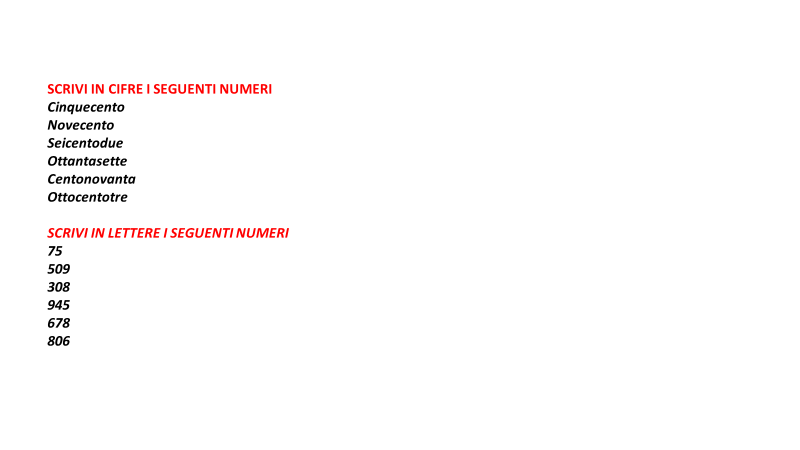 SCRIVI IN CIFRE I SEGUENTI NUMERI
Cinquecento
Novecento
Seicentodue
Ottantasette
Centonovanta
Ottocentotre
SCRIVI IN LETTERE I SEGUENTI NUMERI
75
509
308
945
678
806